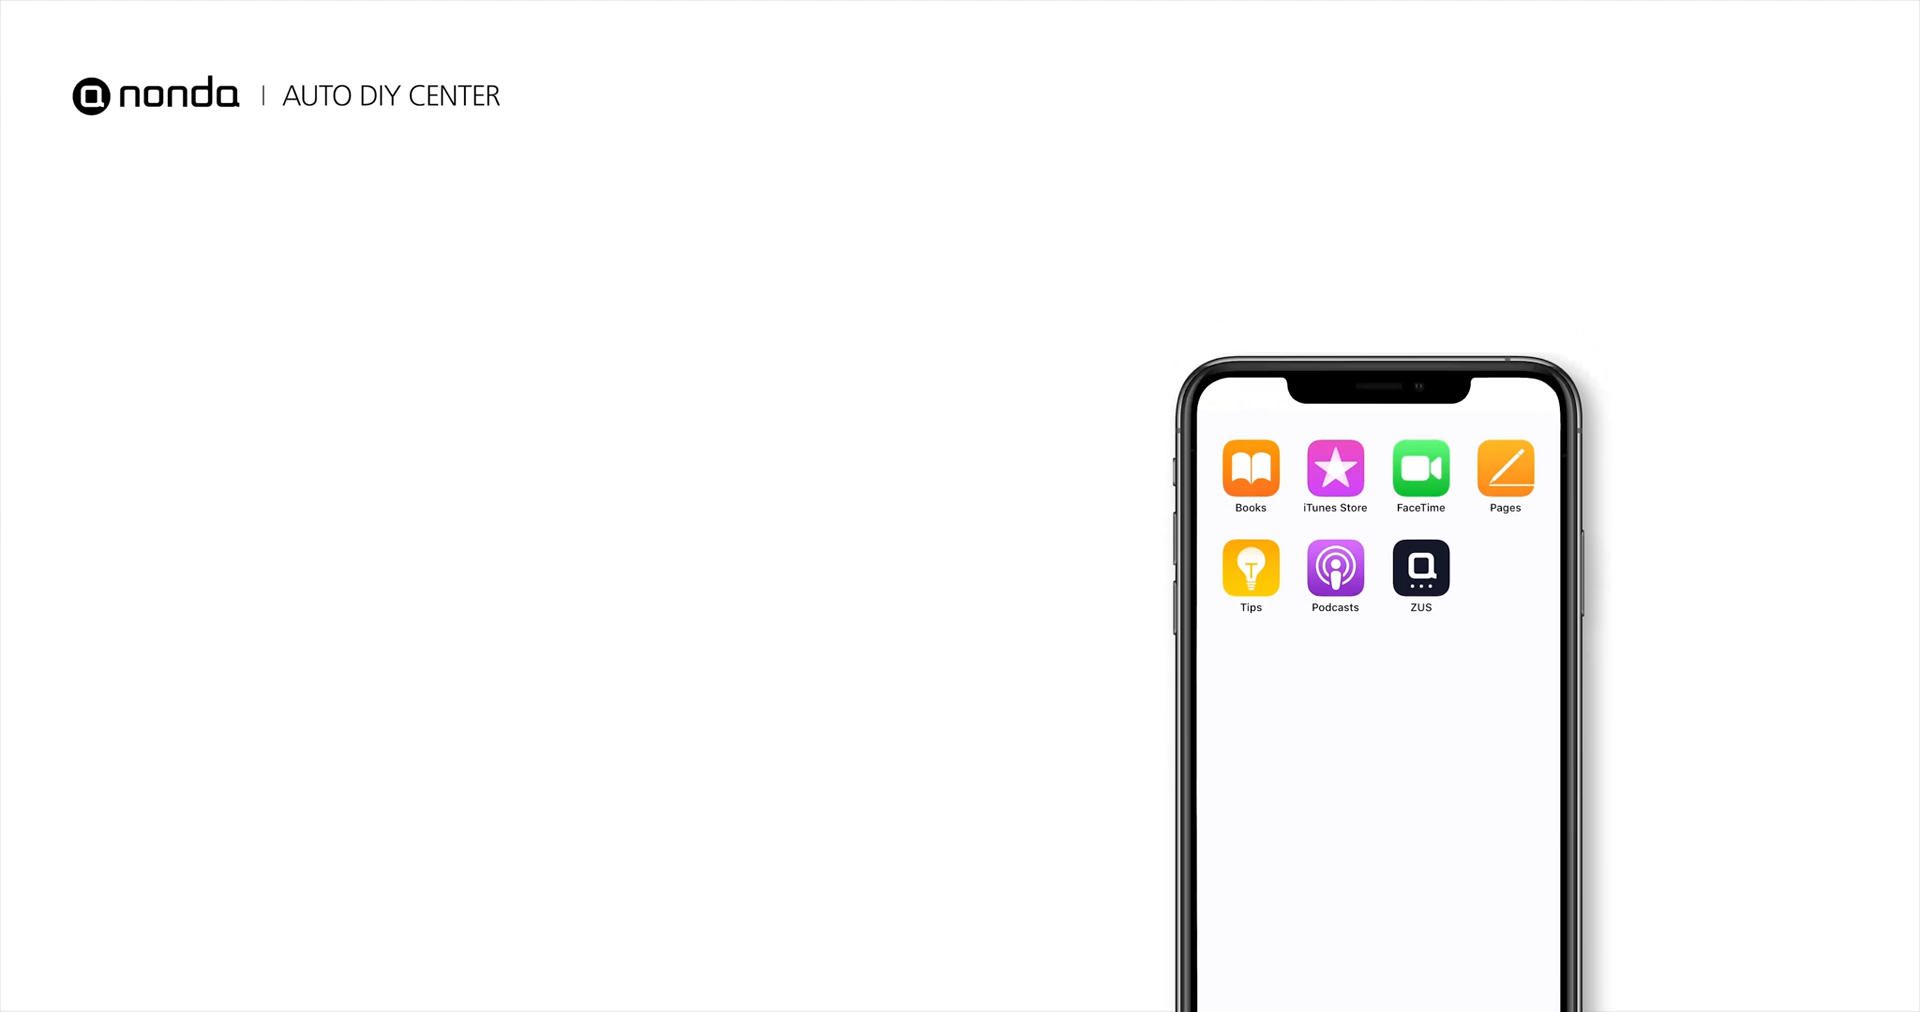 nonda | AUTO DIY CENTER
Books iTunes Store FaceTime Pages
Tips Podcasts ZUS